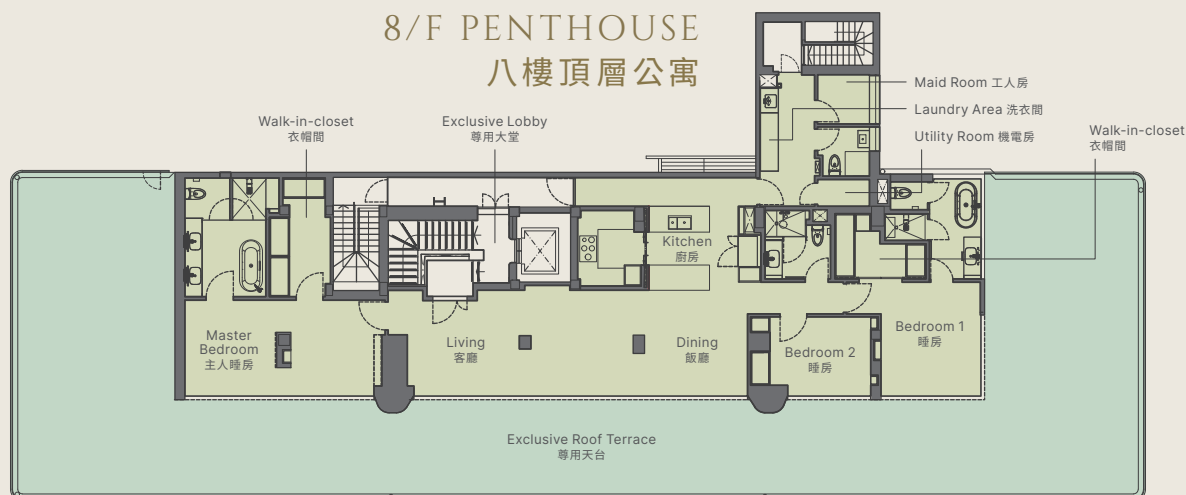 8/F PENTHOUSE
八樓頂層公寓
Maid Room 工人房
Laundry Area 洗衣間
Utility Room 機電房
Walk-in-closet
衣帽間
Walk-in-closet
衣帽間
Exclusive Lobby
尊用大堂
Kitchen
廚房
Master
Bedroom
主人睡房
Living
客廳
Dining
飯廳
Bedroom 2
睡房
Bedroom 1
睡房
Exclusive Roof Terrace
尊用天台